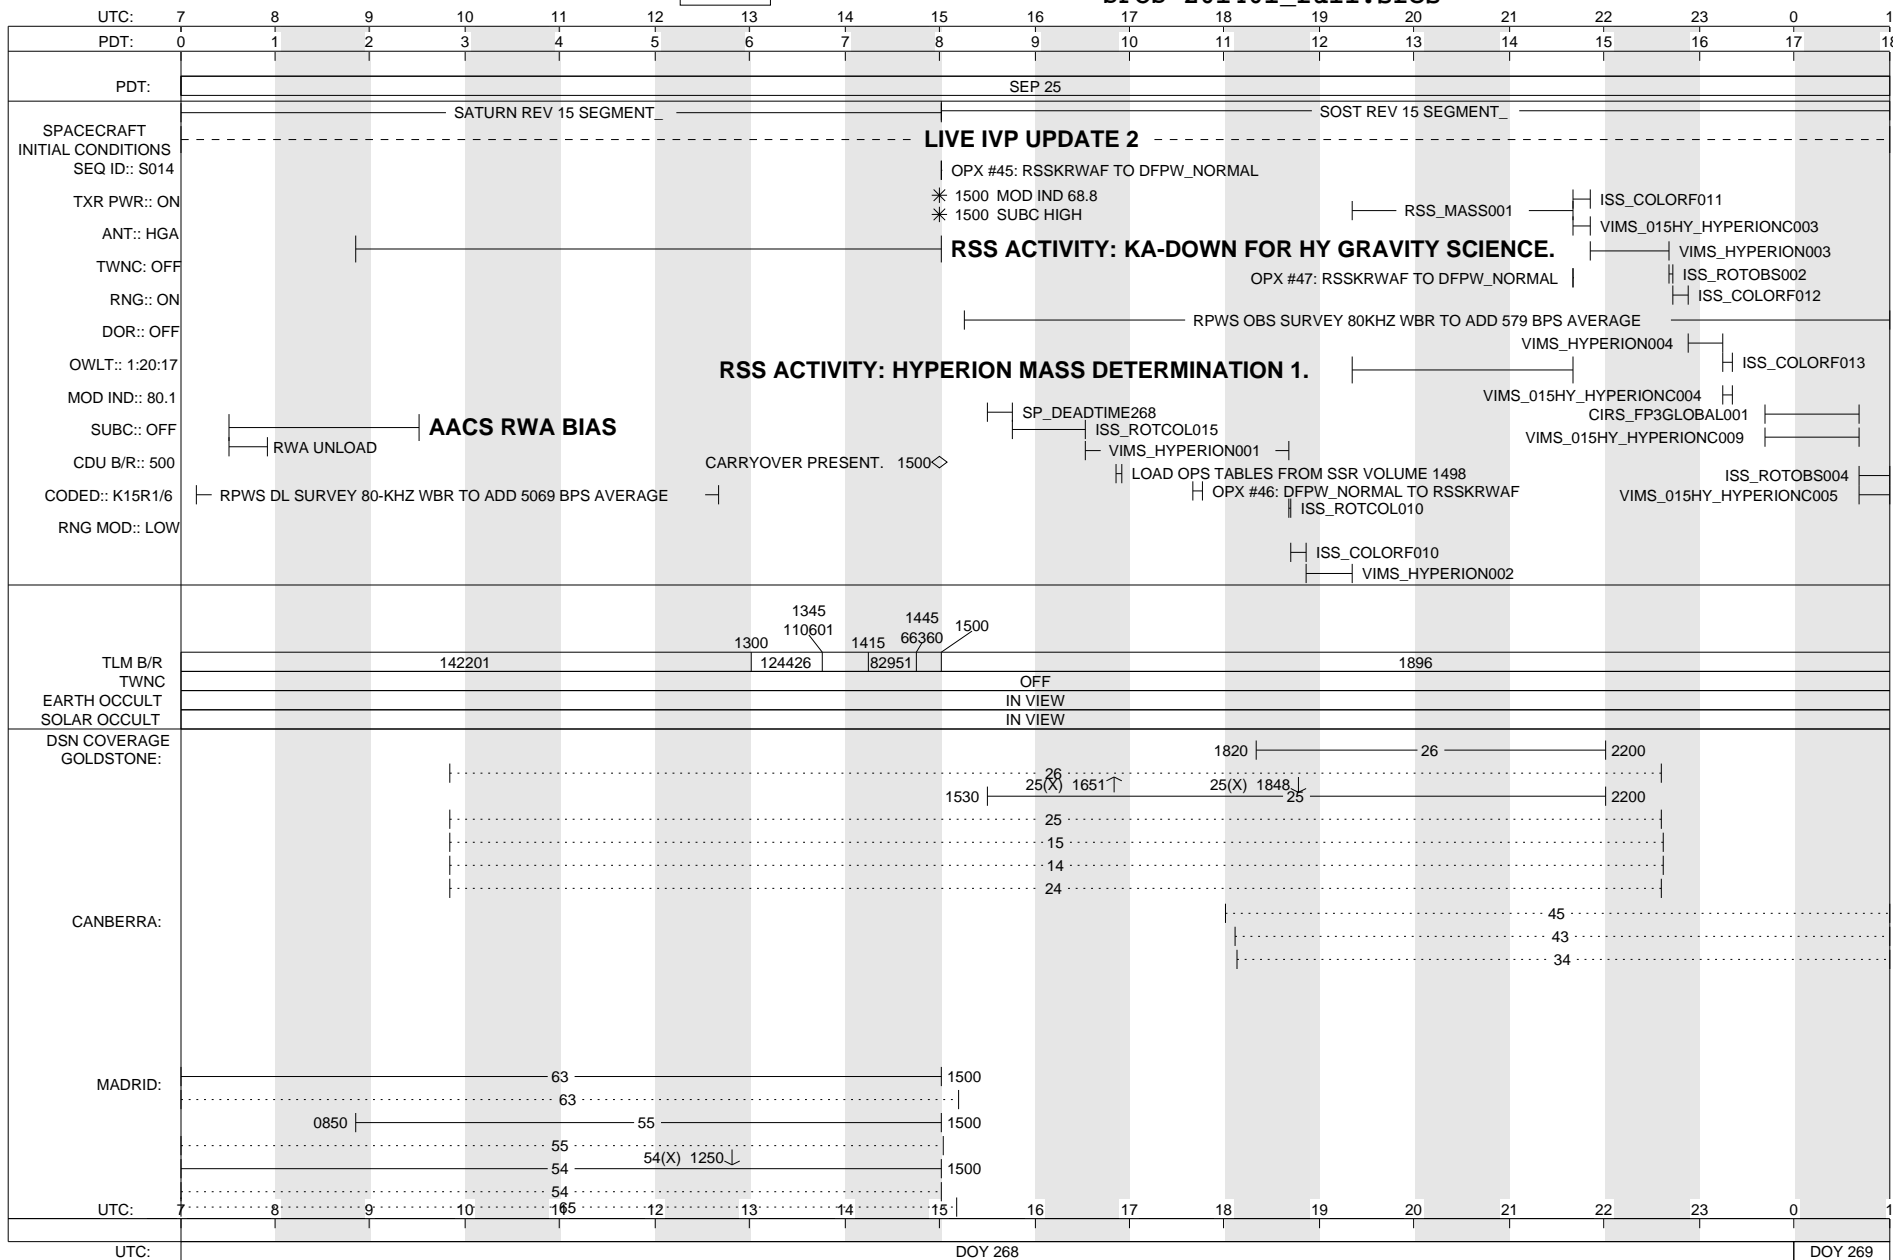 UTC: 7 8 9 10 11 12 13 14 15 16 17 18 19 20 21 22 23 0 1
PDT: 0 1 2 3 4 5 6 7 8 9 10 11 12 13 14 15 16 17 18
PDT: SEP 25
SATURN REV 15 SEGMENT_ SOST REV 15 SEGMENT_
SPACECRAFT
INITIAL CONDITIONS
LIVE IVP UPDATE 2
SEQ ID:: S014
OPX #45: RSSKRWAF TO DFPW_NORMAL
TXR PWR:: ON
1500 MOD IND 68.8
ISS_COLORF011
1500 SUBC HIGH
RSS_MASS001
VIMS_015HY_HYPERIONC003
ANT:: HGA
RSS ACTIVITY: KA-DOWN FOR HY GRAVITY SCIENCE.
VIMS_HYPERION003
TWNC: OFF
OPX #47: RSSKRWAF TO DFPW_NORMAL
ISS_ROTOBS002
RNG:: ON
ISS_COLORF012
RPWS OBS SURVEY 80KHZ WBR TO ADD 579 BPS AVERAGE
DOR:: OFF
VIMS_HYPERION004
OWLT:: 1:20:17
RSS ACTIVITY: HYPERION MASS DETERMINATION 1.
ISS_COLORF013
MOD IND:: 80.1
VIMS_015HY_HYPERIONC004
SP_DEADTIME268
CIRS_FP3GLOBAL001
SUBC:: OFF
AACS RWA BIAS
ISS_ROTCOL015
VIMS_015HY_HYPERIONC009
RWA UNLOAD
VIMS_HYPERION001
CDU B/R:: 500
CARRYOVER PRESENT. 1500
LOAD OPS TABLES FROM SSR VOLUME 1498
ISS_ROTOBS004
CODED:: K15R1/6
RPWS DL SURVEY 80-KHZ WBR TO ADD 5069 BPS AVERAGE
OPX #46: DFPW_NORMAL TO RSSKRWAF
VIMS_015HY_HYPERIONC005
ISS_ROTCOL010
RNG MOD:: LOW
ISS_COLORF010
VIMS_HYPERION002
1345 1445
110601 66360 1500
1300 1415
TLM B/R 142201 124426 82951 1896
TWNC OFF
EARTH OCCULT IN VIEW
SOLAR OCCULT IN VIEW
DSN COVERAGE
GOLDSTONE:
1820 26 2200
26
25(X) 1651 25(X) 1848
1530 25 2200
25
15
14
24
CANBERRA:
45
43
34
MADRID:
63 1500
63
0850 55 1500
55
54(X) 1250
54 1500
54
65
UTC: 7 8 9 10 11 12 13 14 15 16 17 18 19 20 21 22 23 0 1
UTC: DOY 268 DOY 269